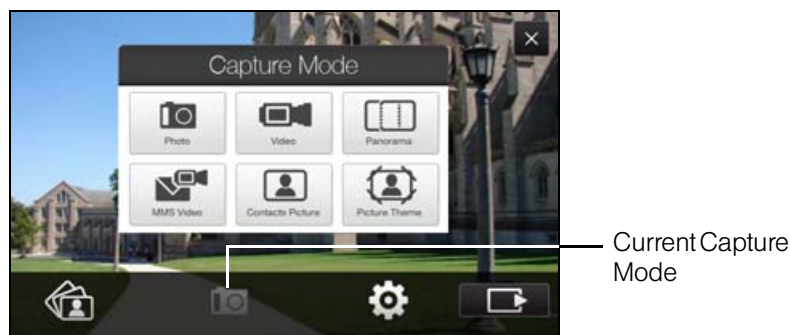 Capture Mode
Photo
Video
Panorama
MMS Video
Contacts Picture
Picture Theme
Current Capture
Mode